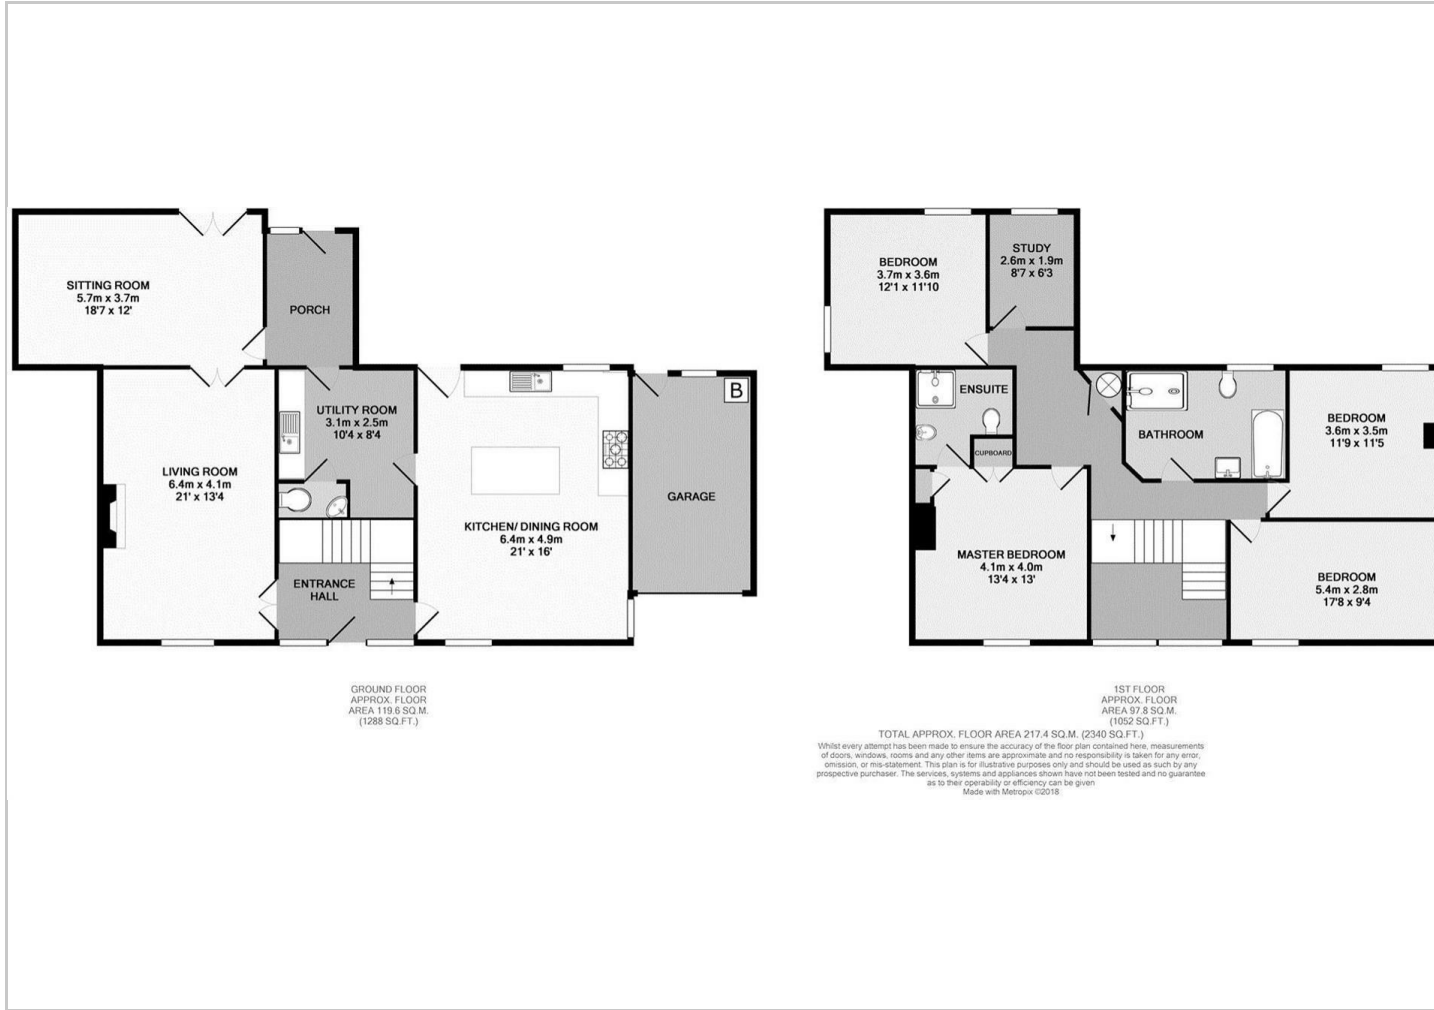 SITTING ROOM
5.7m x 3.7m
18'7 x 12'
PORCH
UTILITY ROOM
3.1m x 2.5m
10'4 x 8'4
LIVING ROOM
6.4m x 4.1m
21' x 13'4
KITCHEN/ DINING ROOM
6.4m x 4.9m
21' x 16'
B
GARAGE
ENTRANCE
HALL
GROUND FLOOR
APPROX. FLOOR
AREA 119.6 SQ.M.
(1288 SQ.FT.)
BEDROOM
3.7m x 3.6m
12'1 x 11'10
STUDY
2.6m x 1.9m
8'7 x 6'3
ENSUITE
CUPBOARD
BATHROOM
BEDROOM
3.6m x 3.5m
11'9 x 11'5
MASTER BEDROOM
4.1m x 4.0m
13'4 x 13'
BEDROOM
5.4m x 2.8m
17'8 x 9'4
1ST FLOOR
APPROX. FLOOR
AREA 97.8 SQ.M.
(1052 SQ.FT.)
TOTAL APPROX. FLOOR AREA 217.4 SQ.M. (2340 SQ.FT.)
Whilst every attempt has been made to ensure the accuracy of the floor plan contained here, measurements
of doors, windows, rooms and any other items are approximate and no responsibility is taken for any error,
omission, or mis-statement. This plan is for illustrative purposes only and should be used as such by any
prospective purchaser. The services, systems and appliances shown have not been tested and no guarantee
as to their operability or efficiency can be given
Made with Metropix ©2018